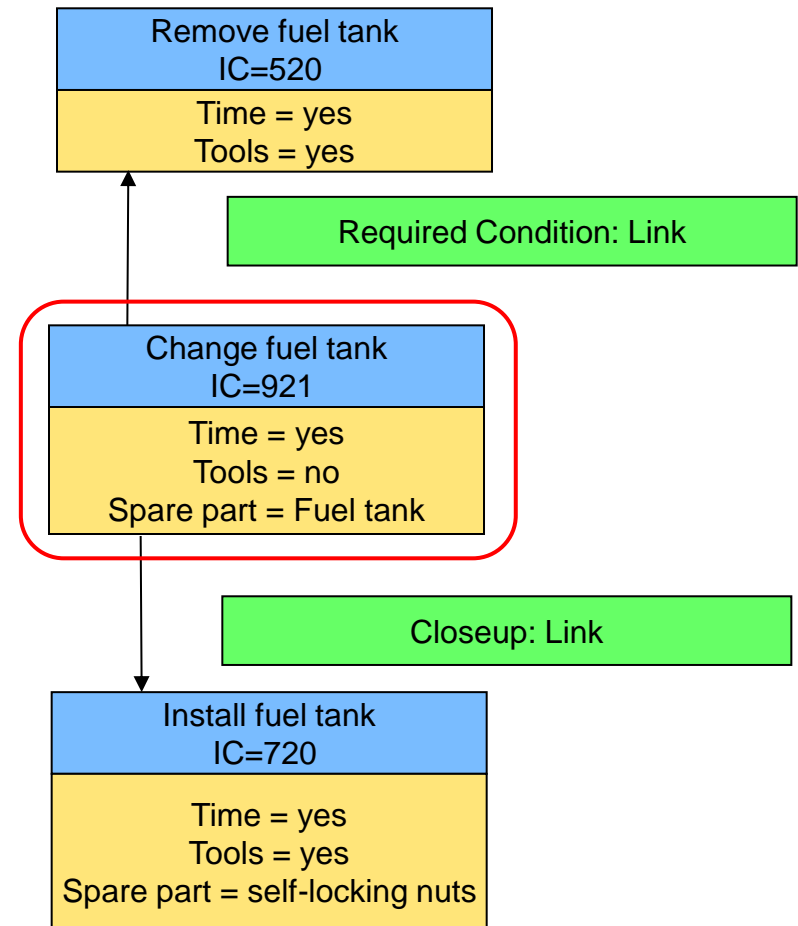 Remove fuel tank
IC=520
Time = yes
Tools = yes
Required Condition: Link
Change fuel tank
IC=921
Time = yes
Tools = no
Spare part = Fuel tank
Closeup: Link
Install fuel tank
IC=720
Time = yes
Tools = yes
Spare part = self-locking nuts